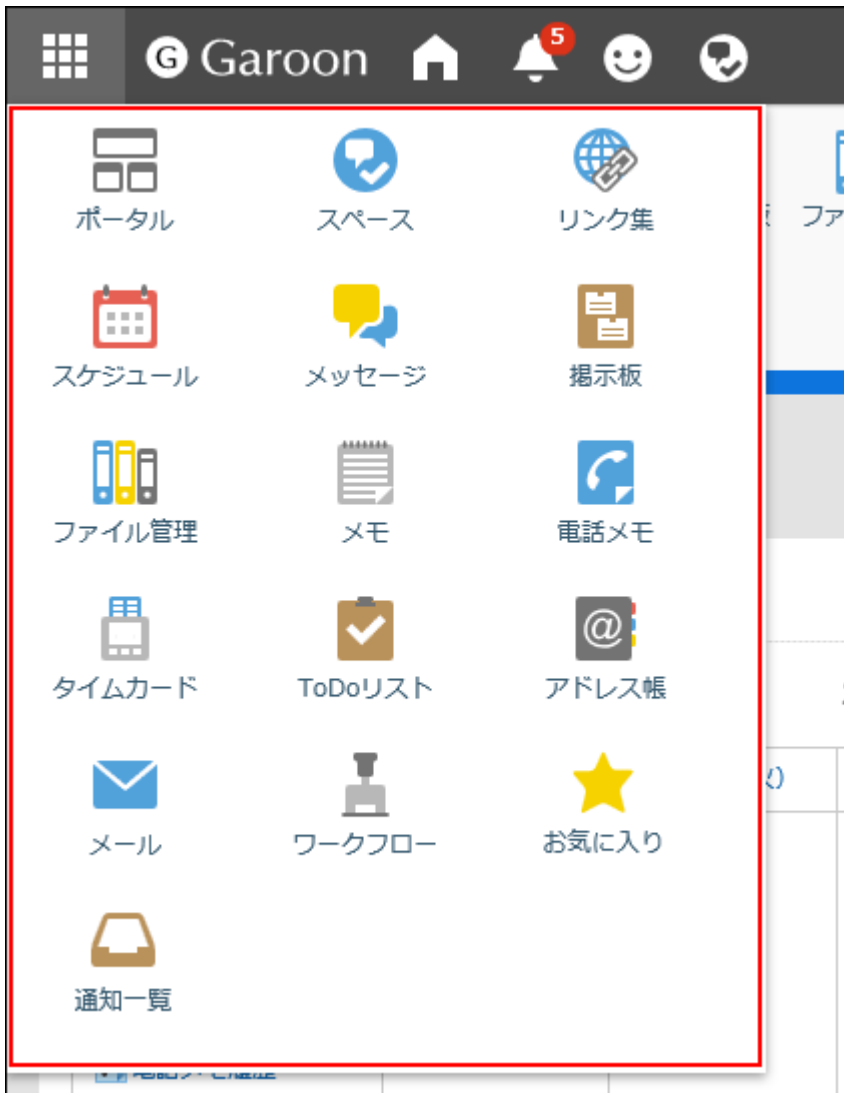 G Garoon 5
ポータル スペース リンク集
ファ
スケジュール メッセージ 掲示板
ファイル管理 メモ 電話メモ
@
タイムカード ToDoリスト アドレス帳
メール ワークフロー お気に入り
通知一覧